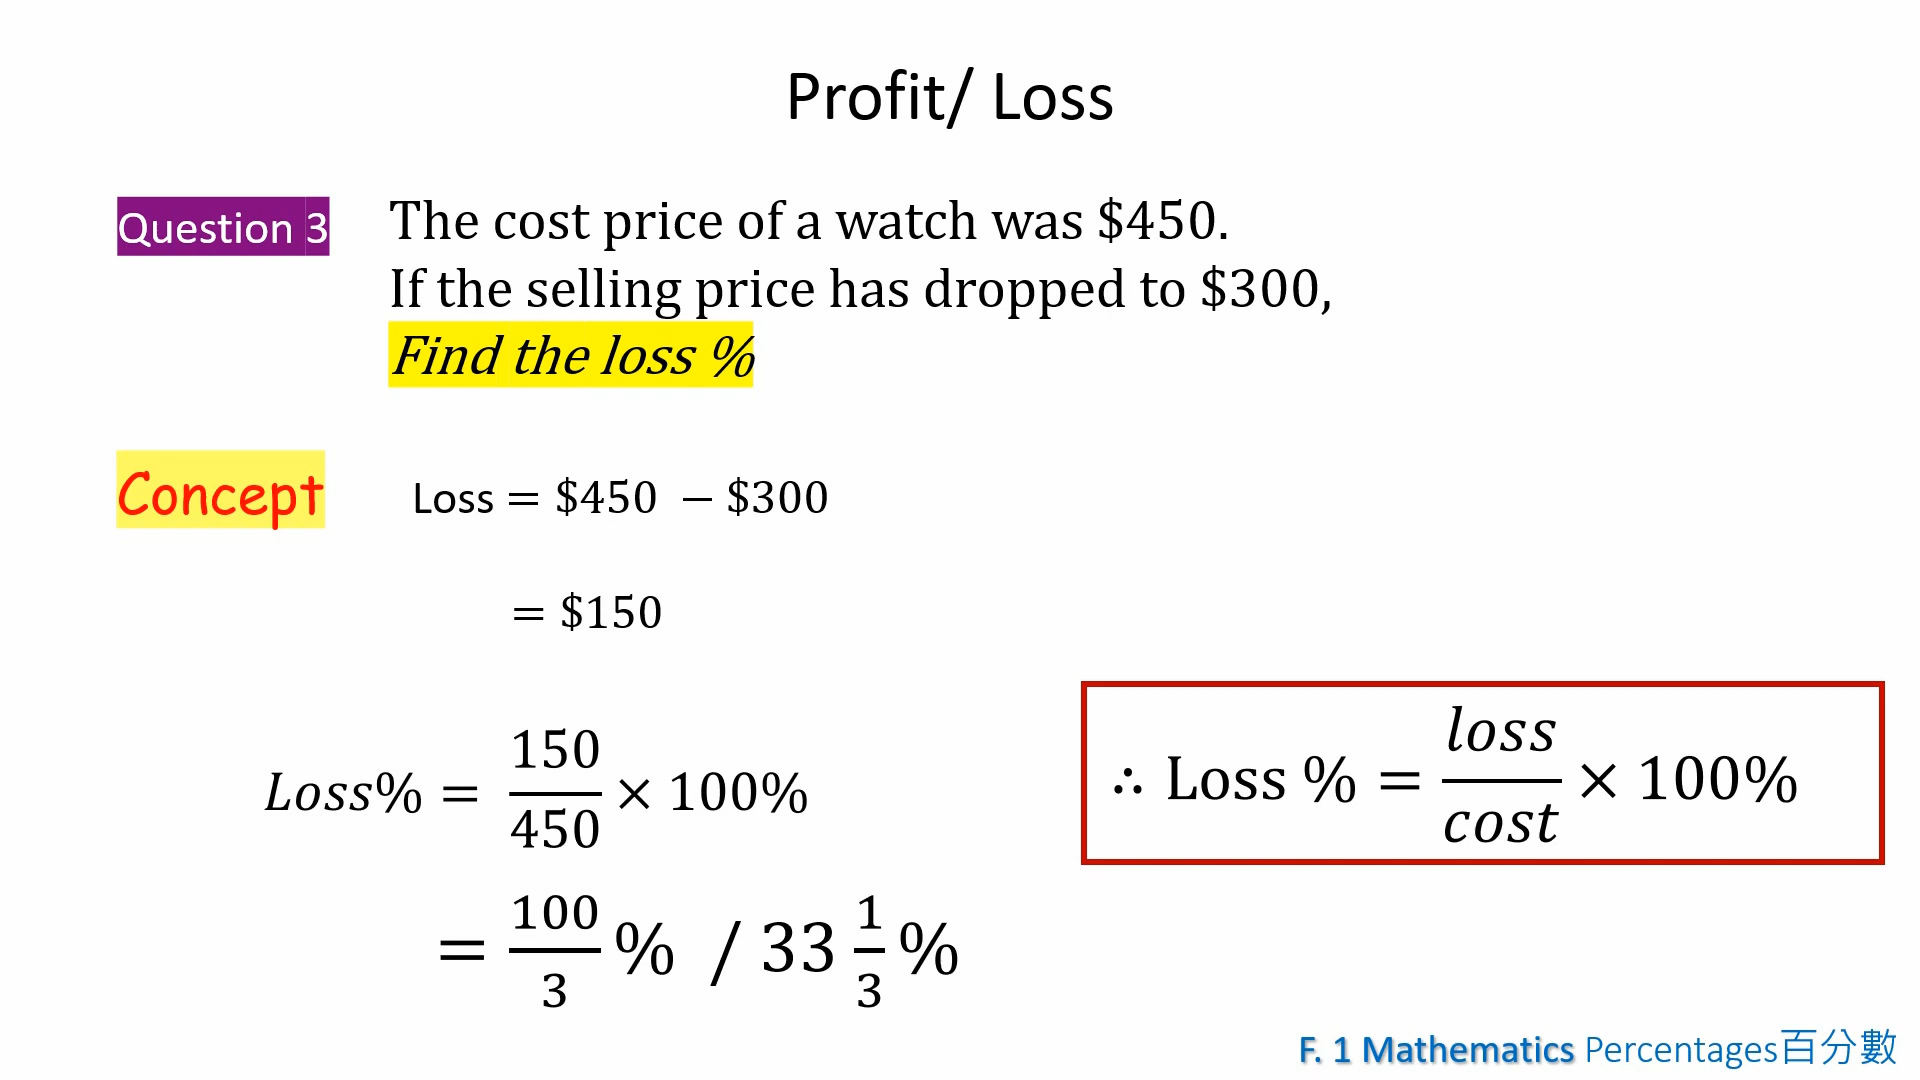 Profit/ Loss
Question 3
The cost price of a watch was $450.
If the selling price has dropped to $300,
Find the loss %
Concept
Loss = $450 − $300
= $150
Loss% = 150/450 × 100%
= 100/3 % / 33 1/3 %
∴ Loss % = loss/cost × 100%
F. 1 Mathematics Percentages百分數